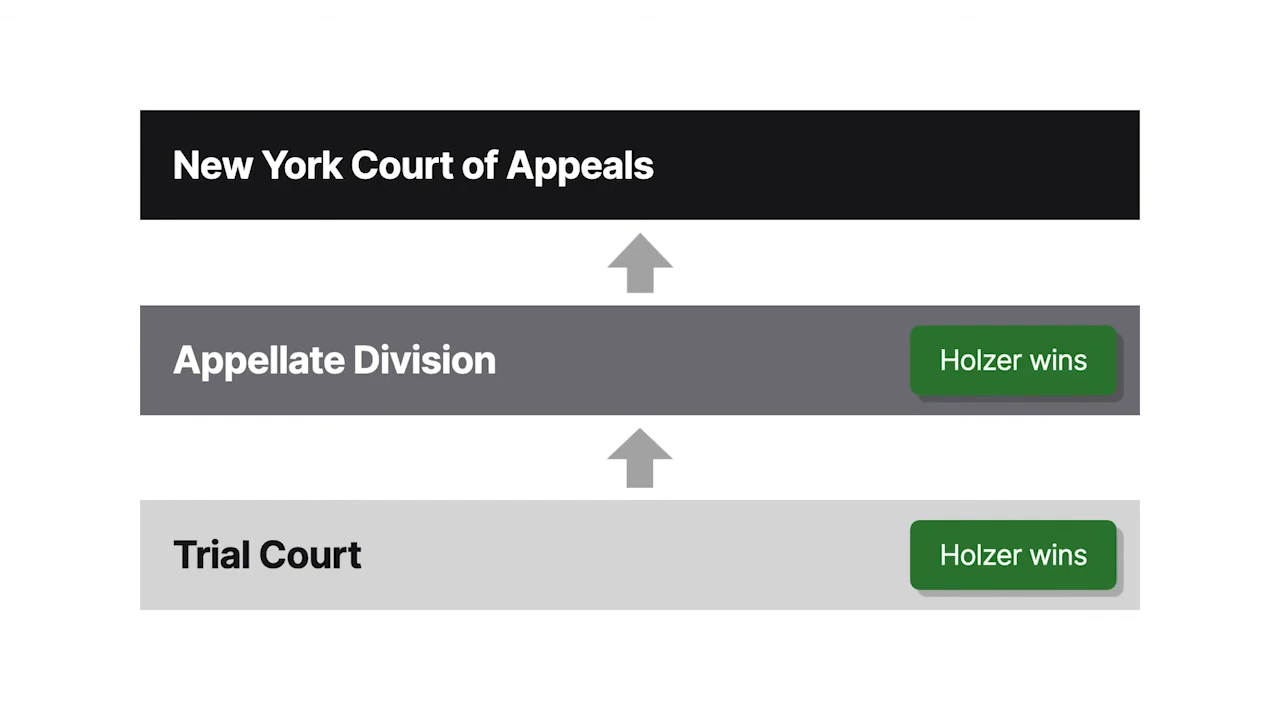 New York Court of Appeals
Appellate Division
Holzer wins
Trial Court
Holzer wins